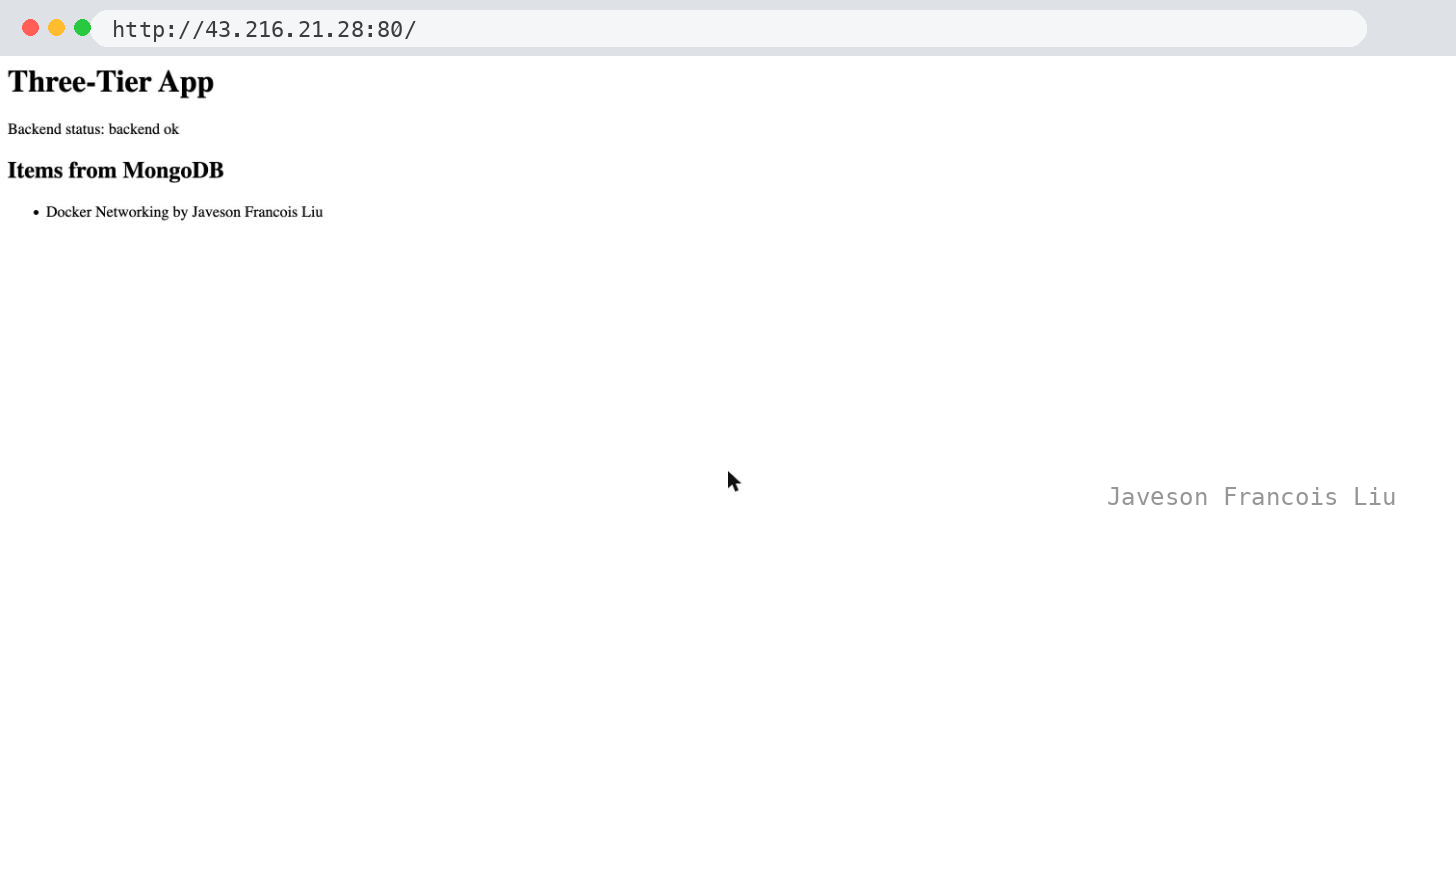 http://43.216.21.28:80/
Three-Tier App
Backend status: backend ok
Items from MongoDB
• Docker Networking by Javeson Francois Liu
Javeson Francois Liu